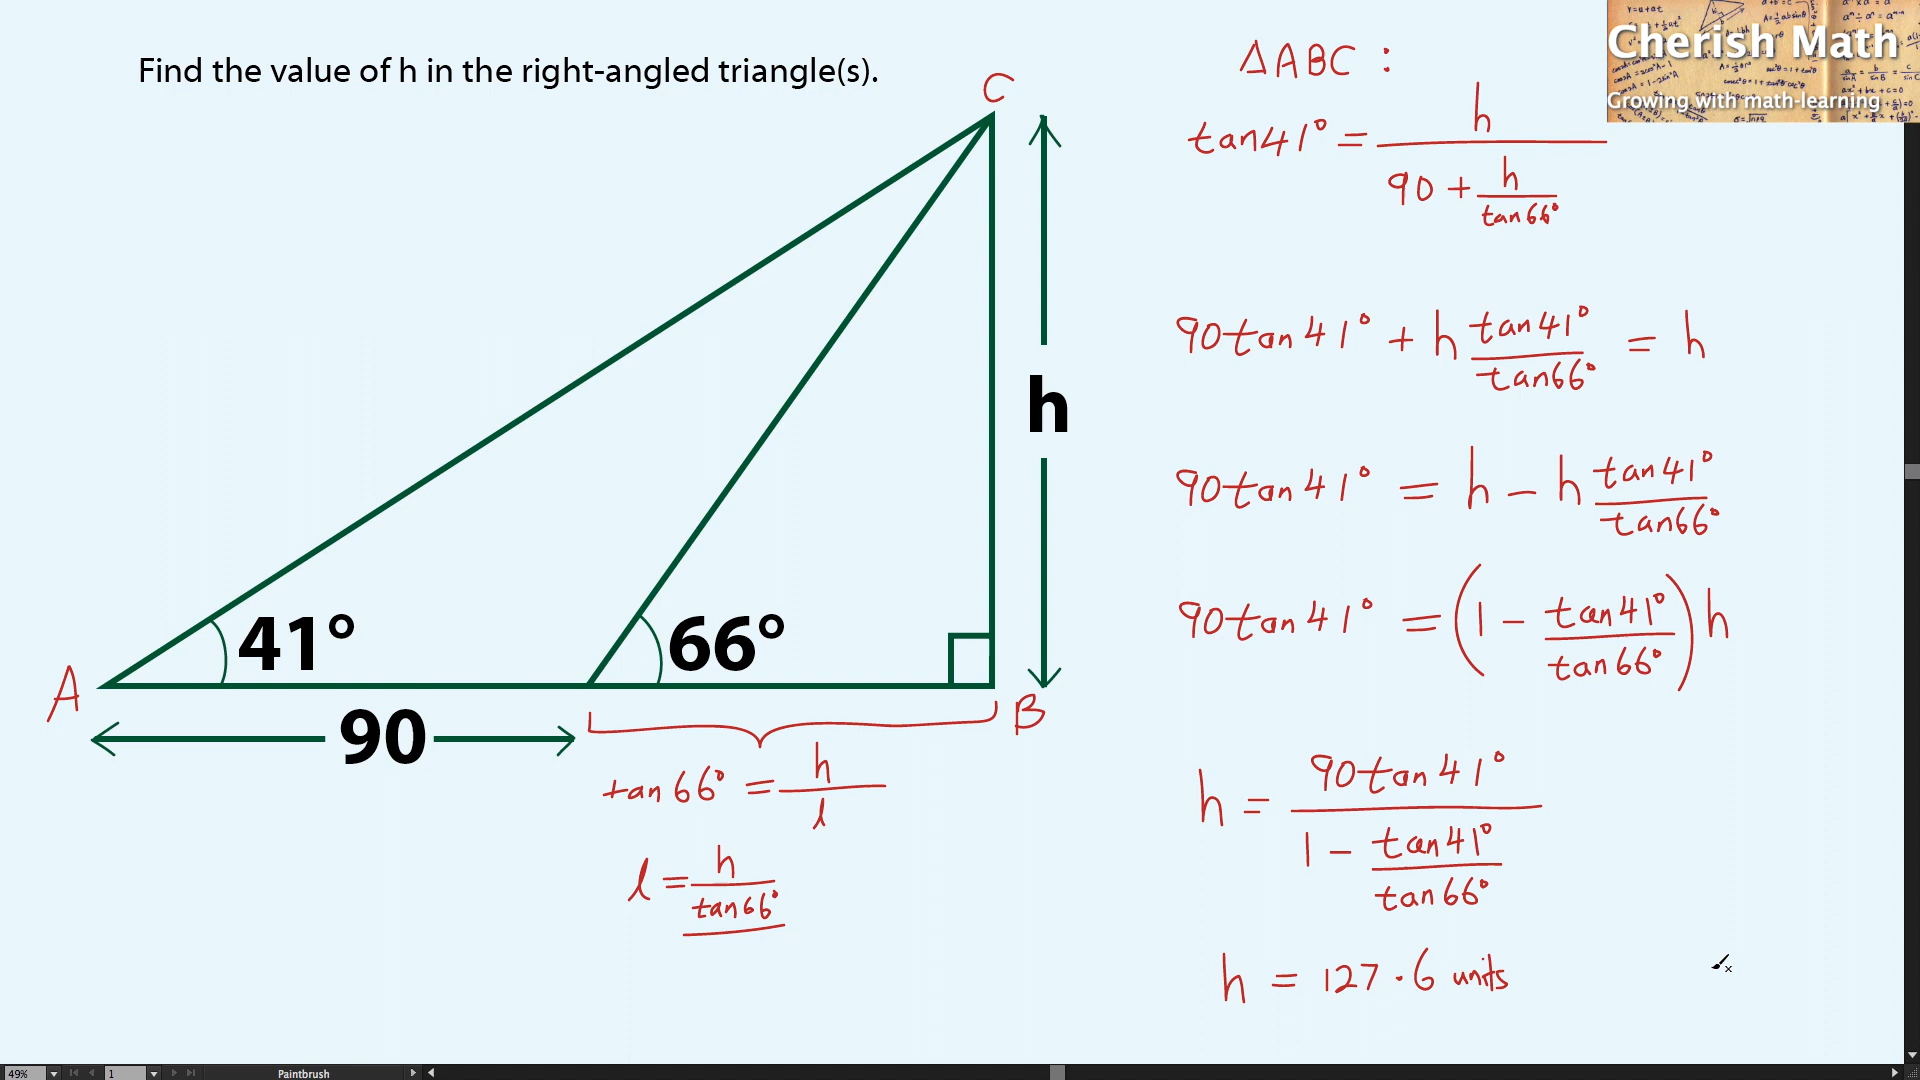 Find the value of h in the right-angled triangle(s).
C
h
41°
66°
A
B
90
tan66° = h / l
l = h / tan66°
ΔABC :
tan41° = h / (90 + h / tan66°)
90tan41° + h tan41° / tan66° = h
90tan41° = h − h tan41° / tan66°
90tan41° = (1 − tan41° / tan66°) h
h = 90tan41° / (1 − tan41° / tan66°)
h = 127.6 units
Cherish Math
Growing with math-learning
49%
1
Paintbrush